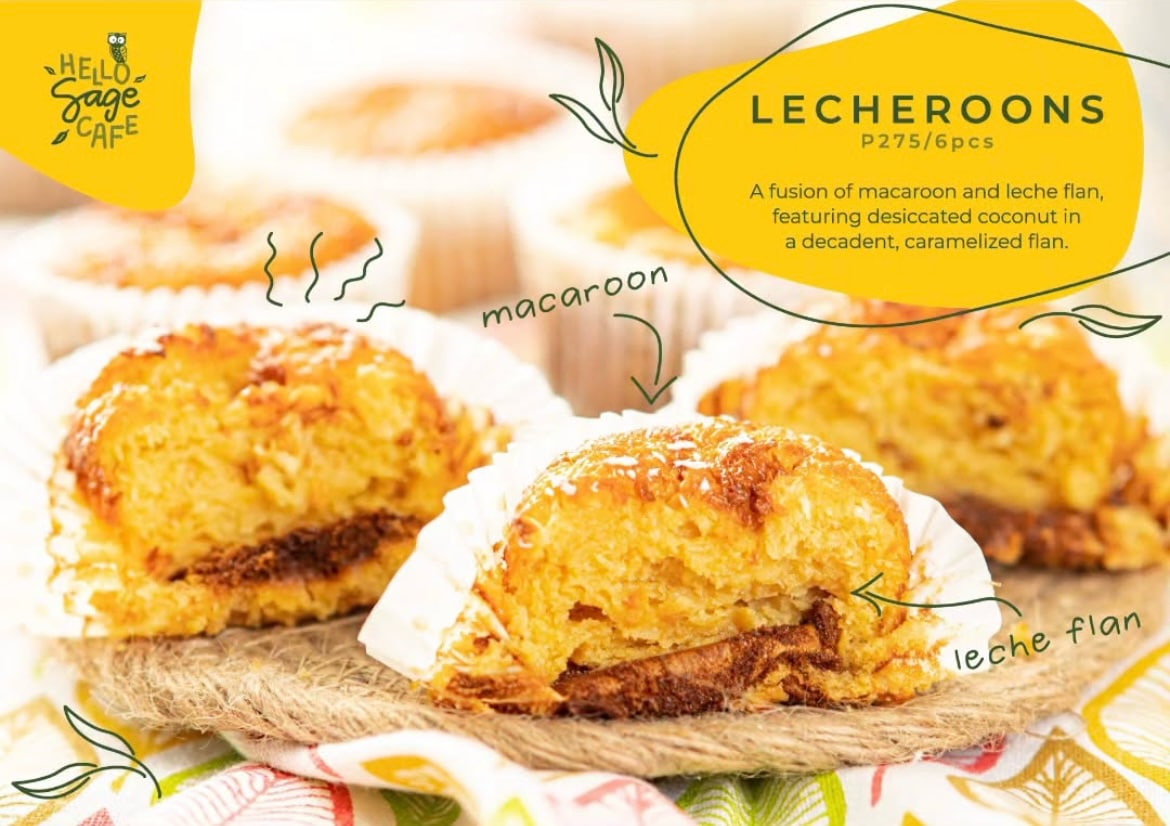 HELLO
Sage
CAFE
LECHEROONS
P275/6pcs
A fusion of macaroon and leche flan,
featuring desiccated coconut in
a decadent, caramelized flan.
macaroon
leche flan